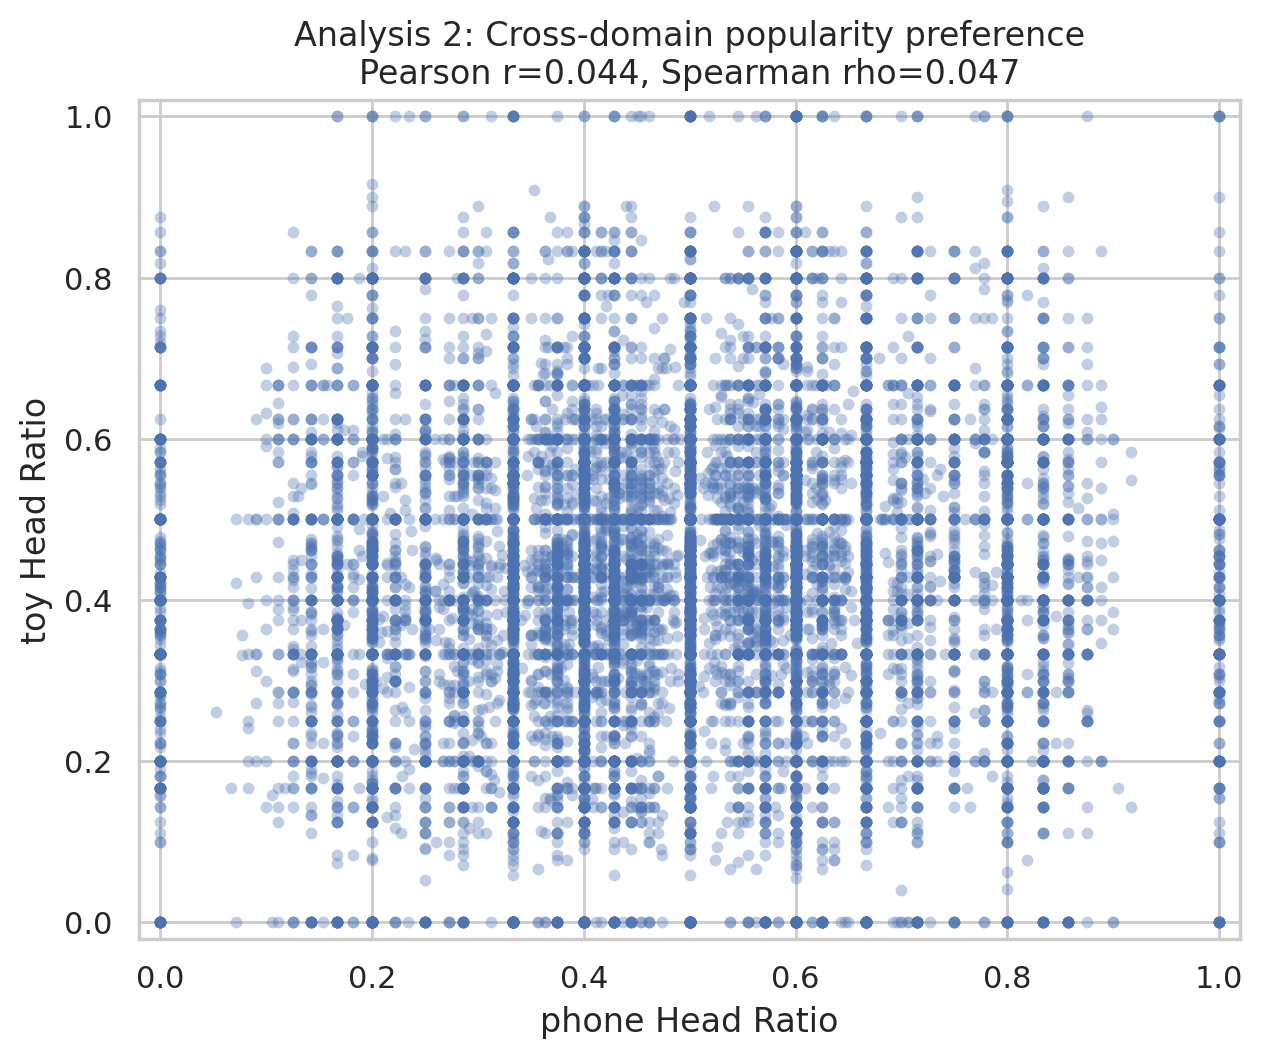 Analysis 2: Cross-domain popularity preference
Pearson r=0.044, Spearman rho=0.047
1.0
0.8
0.6
0.4
0.2
0.0
toy Head Ratio
0.0 0.2 0.4 0.6 0.8 1.0
phone Head Ratio